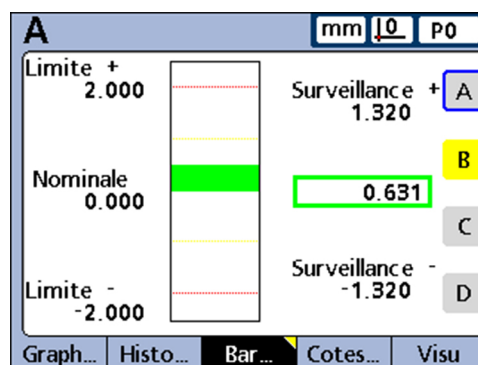 A
mm 0 P0
Limite +
2.000
Surveillance +
1.320
A
B
Nominale
0.000
0.631
C
Surveillance -
-1.320
D
Limite -
-2.000
Graph... Histo... Bar... Cotes... Visu